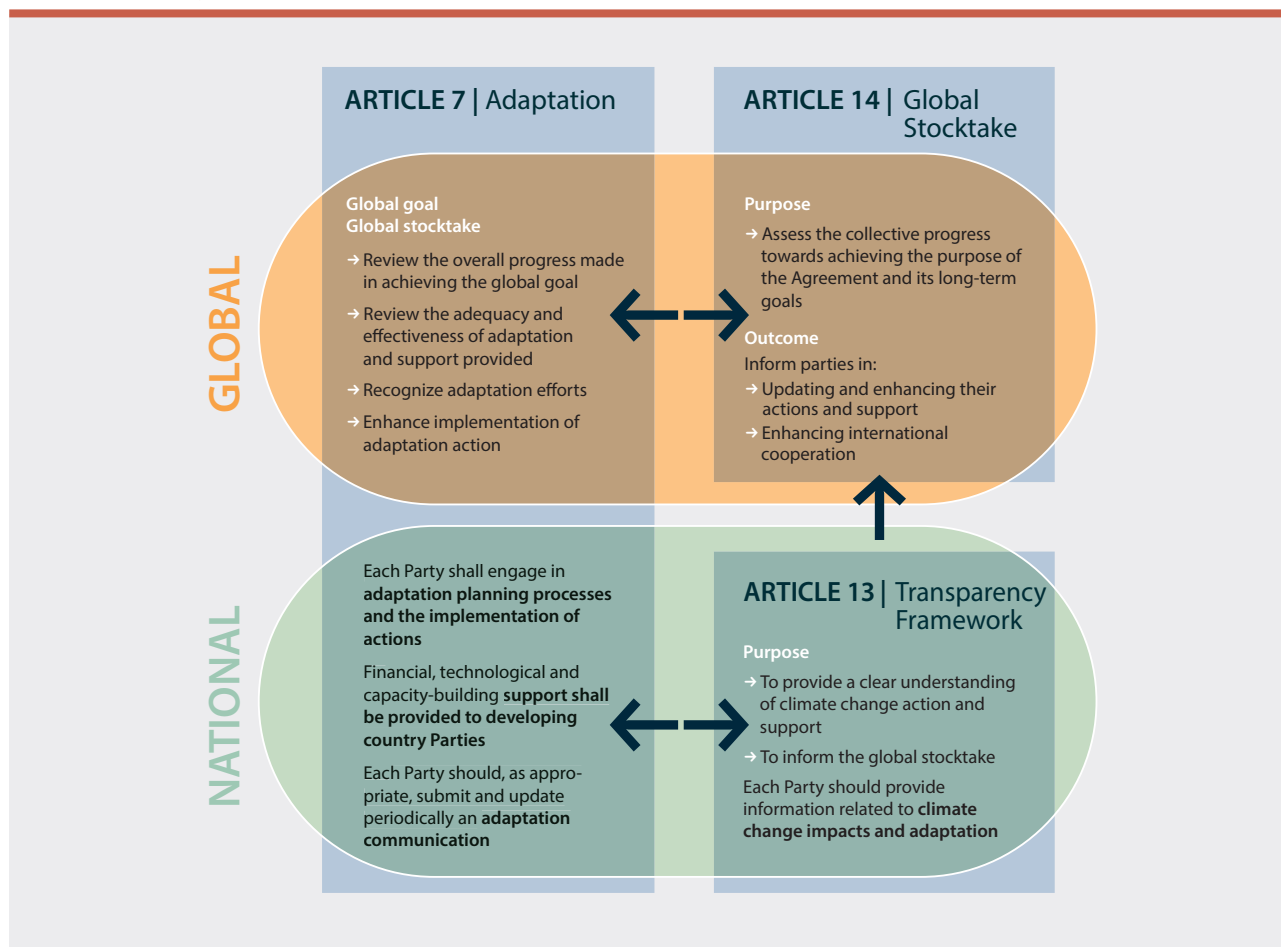 ARTICLE 7 | Adaptation
Global goal
Global stocktake
→ Review the overall progress made
in achieving the global goal
→ Review the adequacy and
effectiveness of adaptation
and support provided
→ Recognize adaptation efforts
→ Enhance implementation of
adaptation action
ARTICLE 14 | Global
Stocktake
Purpose
→ Assess the collective progress
towards achieving the purpose of
the Agreement and its long-term
goals
Outcome
Inform parties in:
→ Updating and enhancing their
actions and support
→ Enhancing international
cooperation
GLOBAL
NATIONAL
Each Party shall engage in
adaptation planning processes
and the implementation of
actions
Financial, technological and
capacity-building support shall
be provided to developing
country Parties
Each Party should, as appro-
priate, submit and update
periodically an adaptation
communication
ARTICLE 13 | Transparency
Framework
Purpose
→ To provide a clear understanding
of climate change action and
support
→ To inform the global stocktake
Each Party should provide
information related to climate
change impacts and adaptation